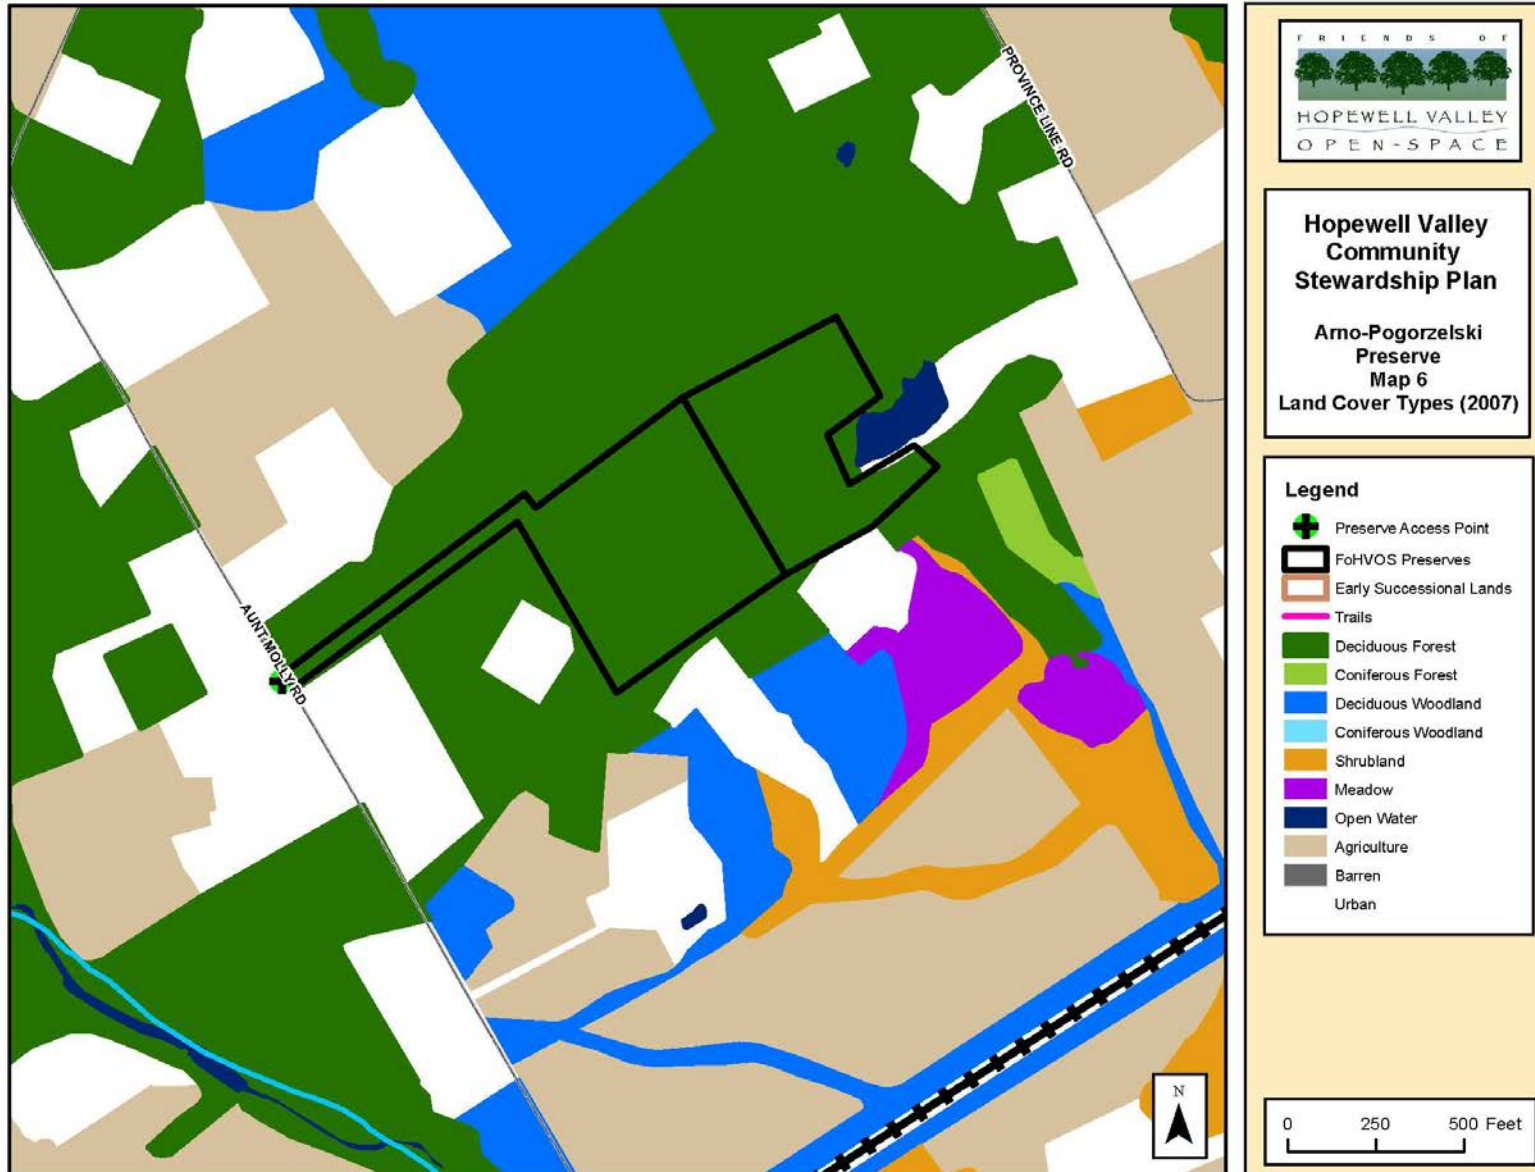 PROVINCE LINE RD
AUNT MOLLY RD
N
FRIENDS OF
HOPEWELL VALLEY
OPEN-SPACE
Hopewell Valley
Community
Stewardship Plan
Arno-Pogorzelski
Preserve
Map 6
Land Cover Types (2007)
Legend
Preserve Access Point
FoHVOS Preserves
Early Successional Lands
Trails
Deciduous Forest
Coniferous Forest
Deciduous Woodland
Coniferous Woodland
Shrubland
Meadow
Open Water
Agriculture
Barren
Urban
0 250 500 Feet